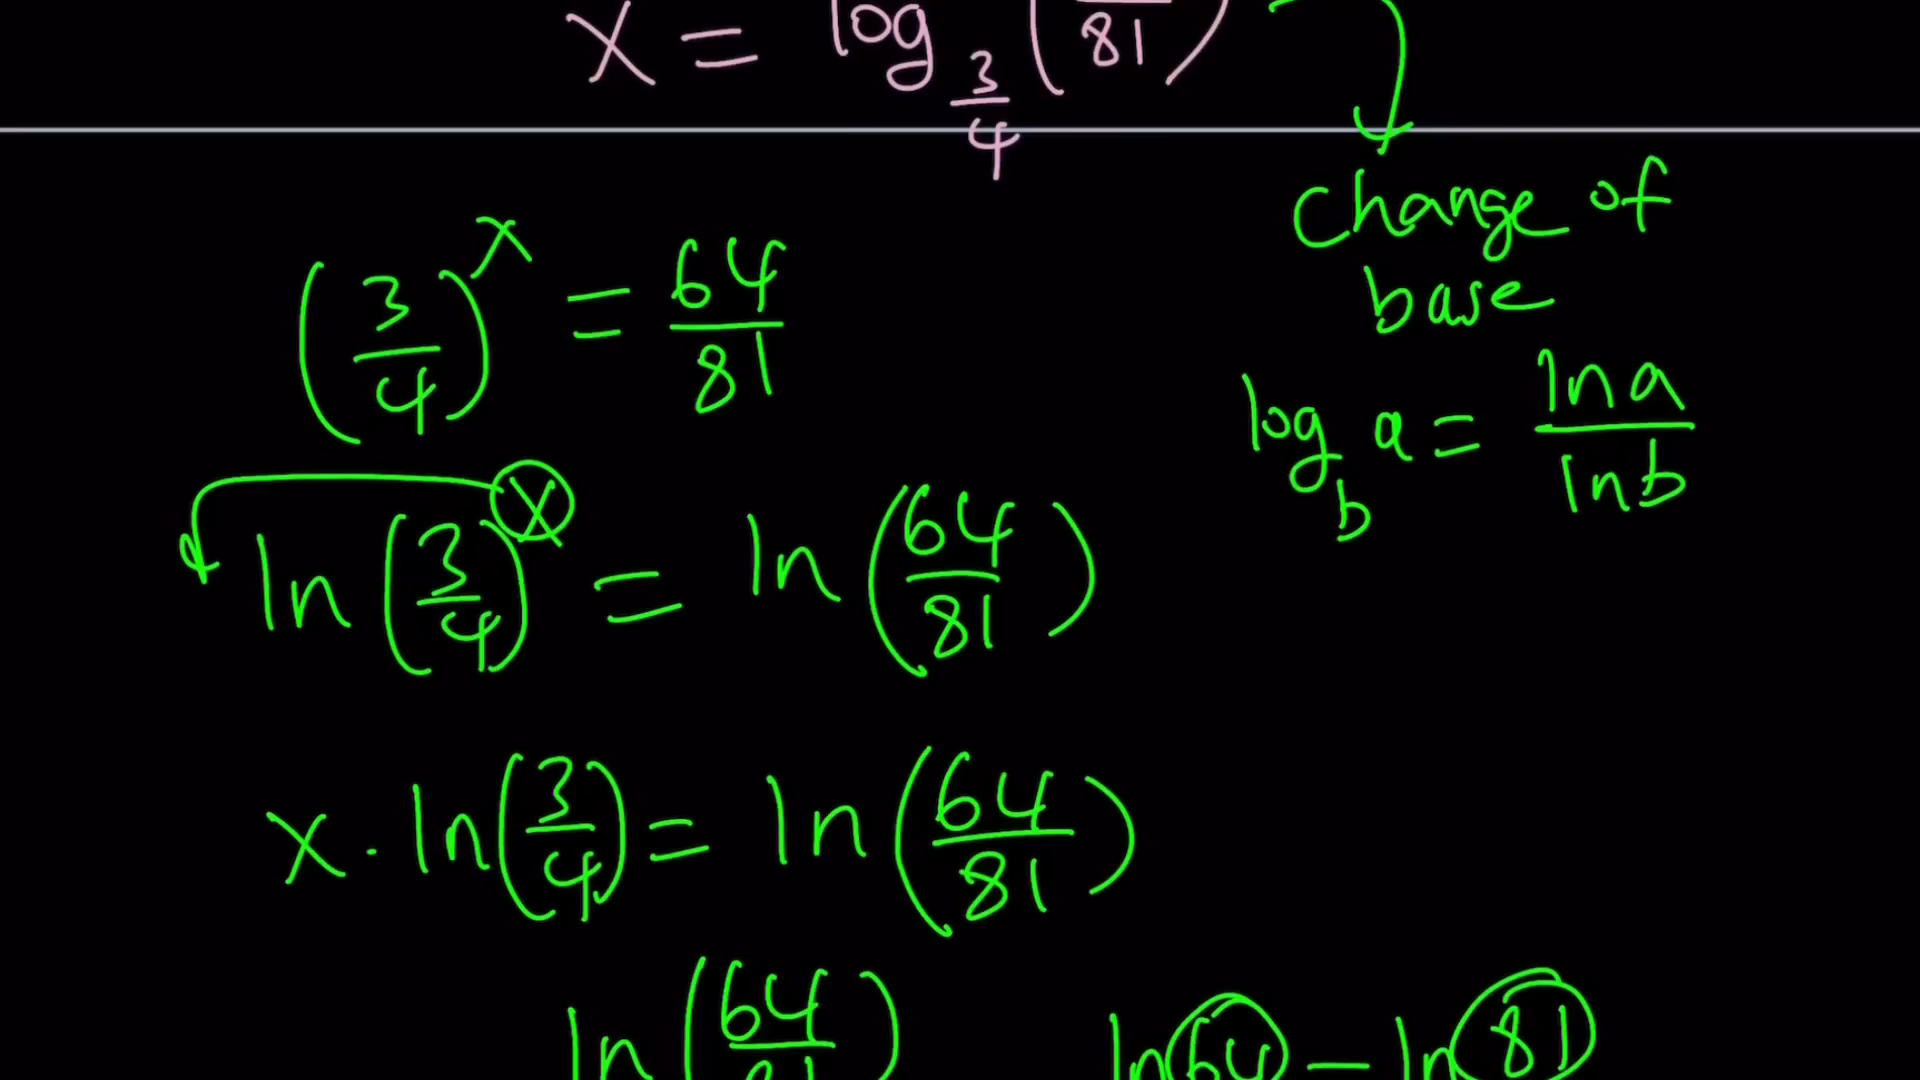 x = log_{3/4} ( /81)
Change of
base
(3/4)^x = 64/81
log_b a = ln a / ln b
ln (3/4)^x = ln (64/81)
x · ln (3/4) = ln (64/81)
ln (64/81) ln 64 − ln 81